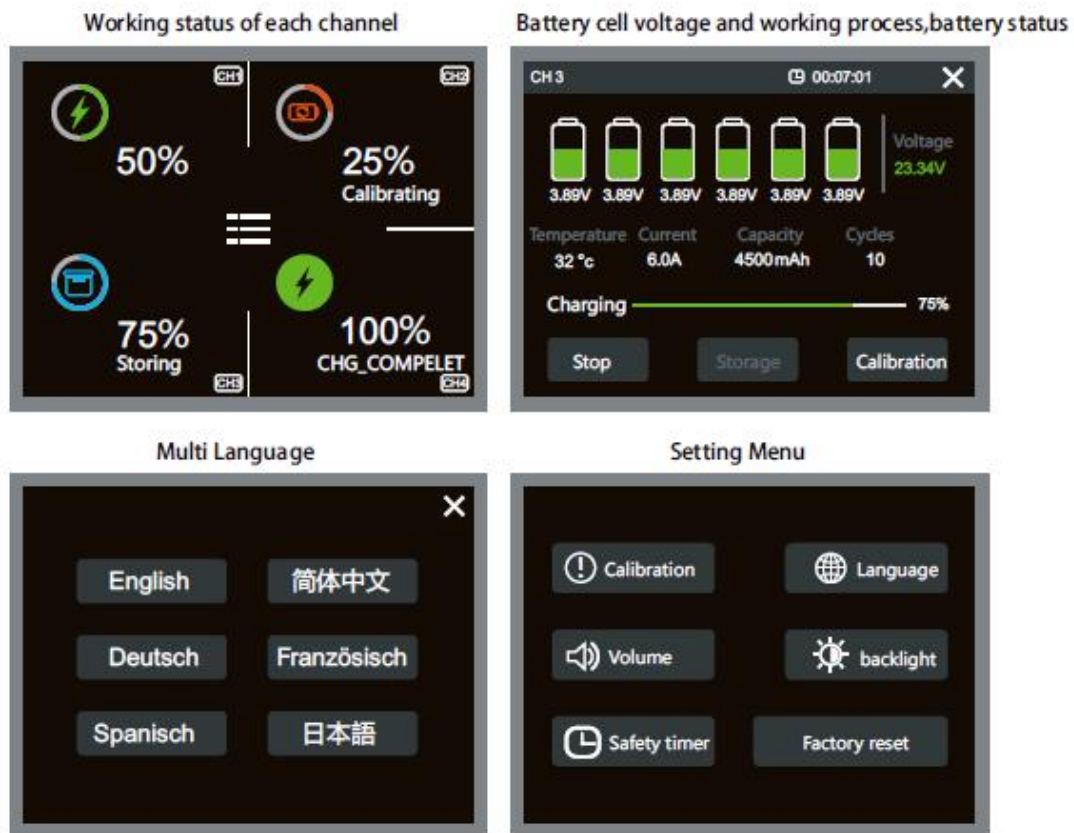 Working status of each channel
CH1
50%
CH2
25%
Calibrating
75%
Storing
CH3
100%
CHG_COMPELET
CH4
Battery cell voltage and working process,battery status
CH 3 00:07:01
3.89V 3.89V 3.89V 3.89V 3.89V 3.89V
Voltage
23.34V
Temperature Current Capacity Cycles
32 °c 6.0A 4500mAh 10
Charging 75%
Stop Storage Calibration
Multi Language
English 简体中文
Deutsch Französisch
Spanisch 日本語
Setting Menu
Calibration Language
Volume backlight
Safety timer Factory reset